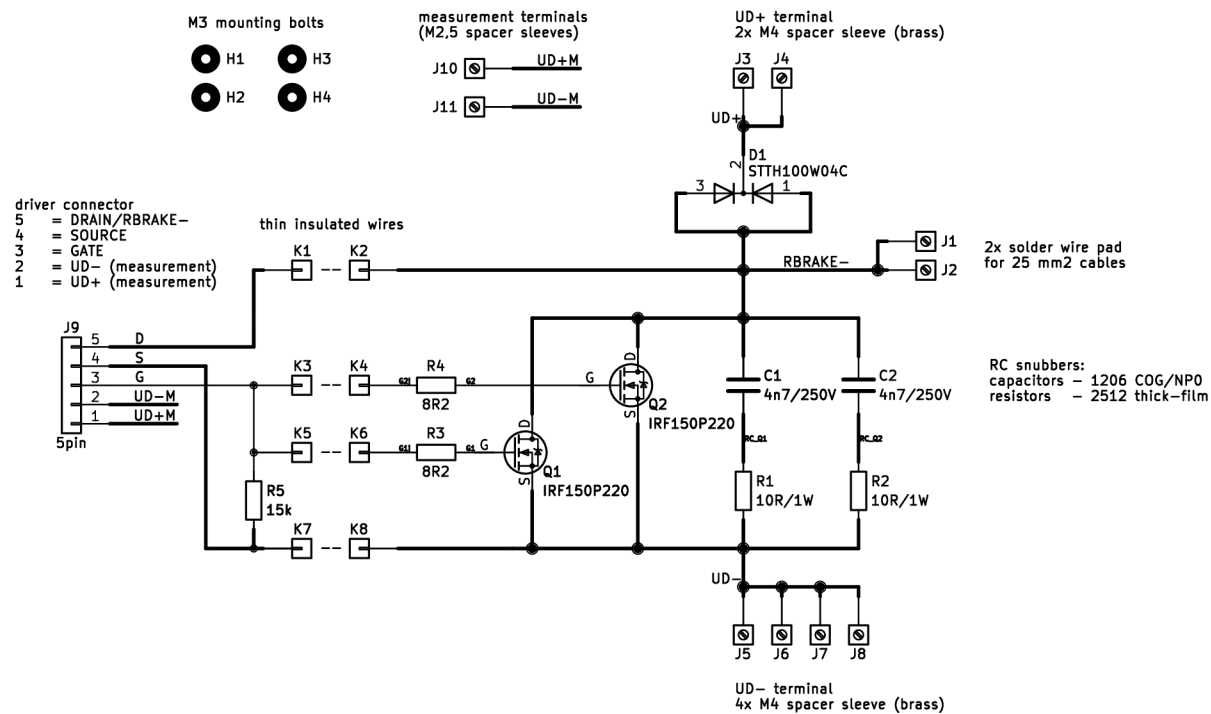 M3 mounting bolts
H1
H3
H2
H4
measurement terminals
(M2,5 spacer sleeves)
J10
UD+M
J11
UD-M
UD+ terminal
2x M4 spacer sleeve (brass)
J3
J4
UD+
2
D1
STTH100W04C
3
1
driver connector
5 = DRAIN/RBRAKE-
4 = SOURCE
3 = GATE
2 = UD- (measurement)
1 = UD+ (measurement)
thin insulated wires
K1
K2
RBRAKE-
J1
J2
2x solder wire pad
for 25 mm2 cables
J9
5 D
4 S
3 G
2 UD-M
1 UD+M
5pin
K3
K4
G2I
R4
G2
8R2
G
D
S
Q2
IRF150P220
K5
K6
G1I
R3
G1
8R2
G
D
S
Q1
IRF150P220
R5
15k
K7
K8
C1
4n7/250V
C2
4n7/250V
RC_Q1
RC_Q2
R1
10R/1W
R2
10R/1W
RC snubbers:
capacitors - 1206 COG/NP0
resistors - 2512 thick-film
UD-
J5
J6
J7
J8
UD- terminal
4x M4 spacer sleeve (brass)